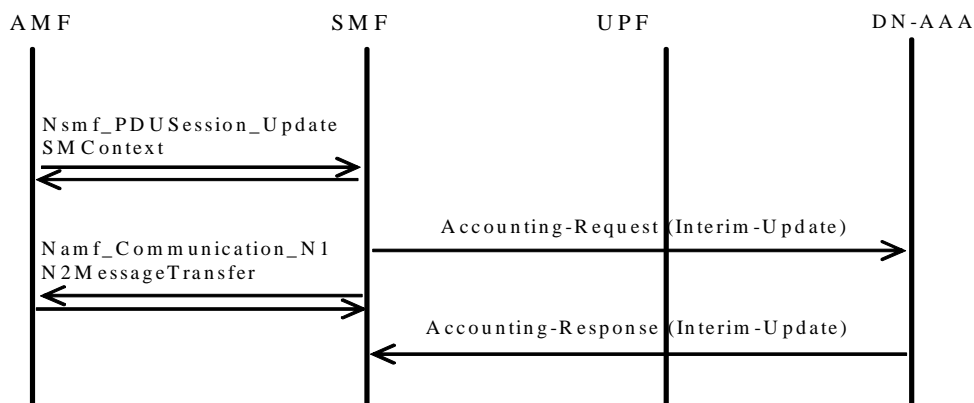 AMF SMF UPF DN-AAA
Nsmf_PDUSession_Update
SMContext
Accounting-Request (Interim-Update)
Namf_Communication_N1
N2MessageTransfer
Accounting-Response (Interim-Update)